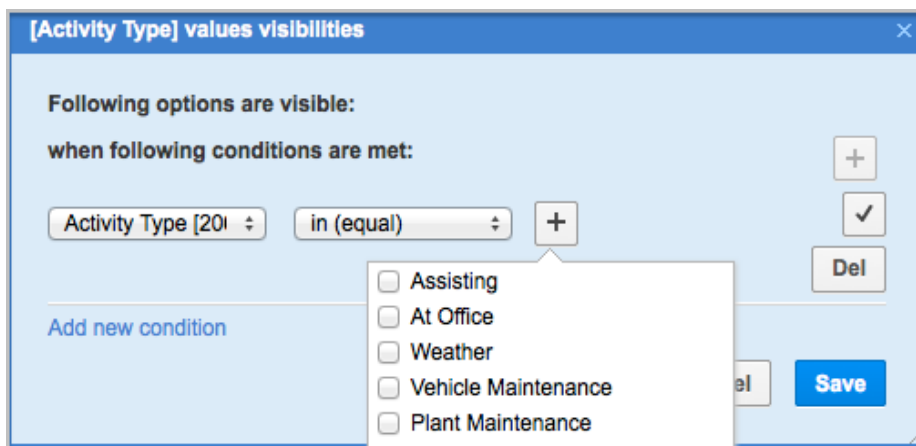 [Activity Type] values visibilities
Following options are visible:
when following conditions are met:
Activity Type [20
in (equal)
Del
Assisting
At Office
Weather
Vehicle Maintenance
Plant Maintenance
Add new condition
el
Save